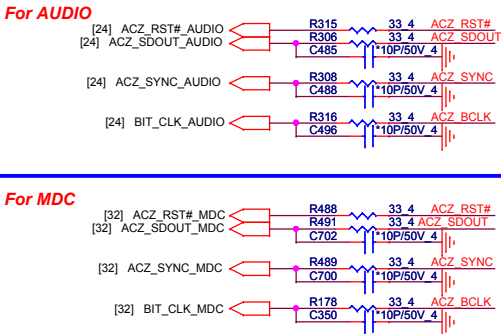 For AUDIO
[24] ACZ_RST#_AUDIO R315 33_4 ACZ_RST#
[24] ACZ_SDOUT_AUDIO R306 33_4 ACZ_SDOUT
C485 *10P/50V_4
[24] ACZ_SYNC_AUDIO R308 33_4 ACZ_SYNC
C488 *10P/50V_4
[24] BIT_CLK_AUDIO R316 33_4 ACZ_BCLK
C496 *10P/50V_4
For MDC
[32] ACZ_RST#_MDC R488 33_4 ACZ_RST#
[32] ACZ_SDOUT_MDC R491 33_4 ACZ_SDOUT
C702 *10P/50V_4
[32] ACZ_SYNC_MDC R489 33_4 ACZ_SYNC
C700 *10P/50V_4
[32] BIT_CLK_MDC R178 33_4 ACZ_BCLK
C350 *10P/50V_4